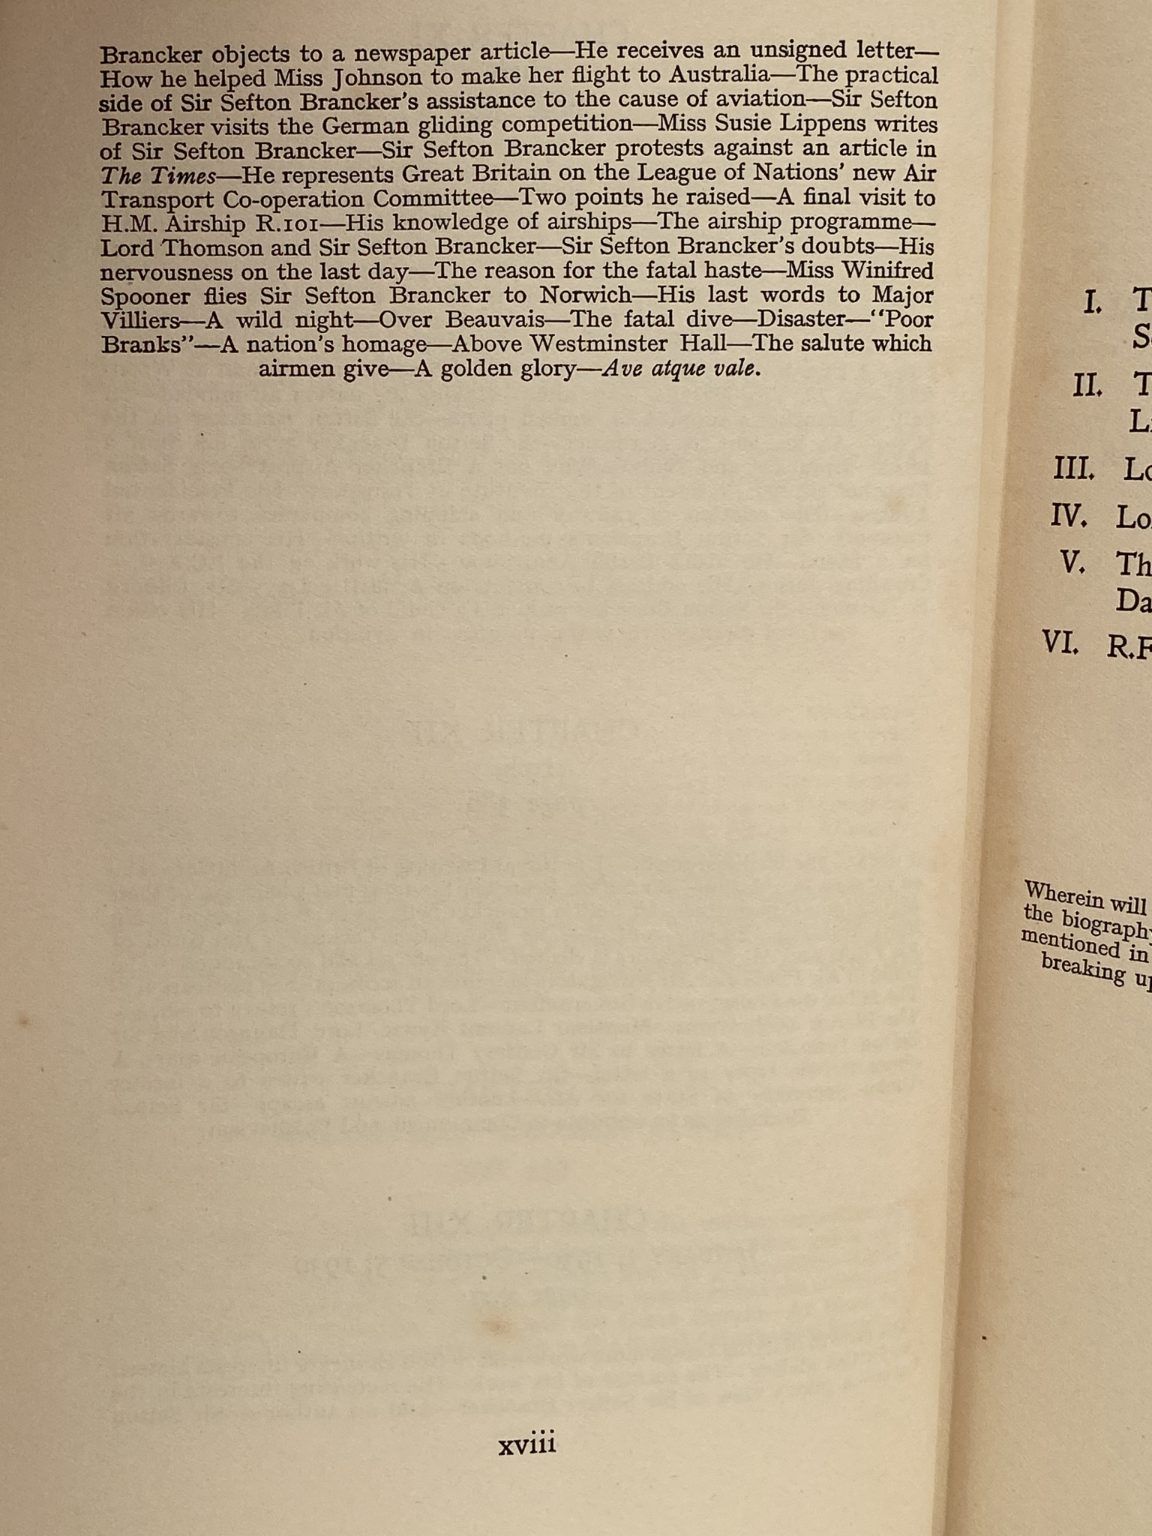 Brancker objects to a newspaper article—He receives an unsigned letter—
How he helped Miss Johnson to make her flight to Australia—The practical
side of Sir Sefton Brancker's assistance to the cause of aviation—Sir Sefton
Brancker visits the German gliding competition—Miss Susie Lippens writes
of Sir Sefton Brancker—Sir Sefton Brancker protests against an article in
The Times—He represents Great Britain on the League of Nations' new Air
Transport Co-operation Committee—Two points he raised—A final visit to
H.M. Airship R.101—His knowledge of airships—The airship programme—
Lord Thomson and Sir Sefton Brancker—Sir Sefton Brancker's doubts—His
nervousness on the last day—The reason for the fatal haste—Miss Winifred
Spooner flies Sir Sefton Brancker to Norwich—His last words to Major
Villiers—A wild night—Over Beauvais—The fatal dive—Disaster—"Poor
Branks"—A nation's homage—Above Westminster Hall—The salute which
airmen give—A golden glory—Ave atque vale.
xviii
I. T
S
II. T
L
III. Lo
IV. Lo
V. Th
Da
VI. R.F
Wherein will
the biography
mentioned in
breaking up